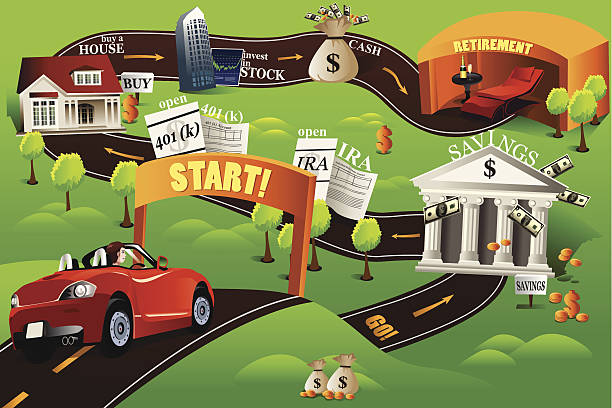 buy a
HOUSE
BUY
invest
in
STOCK
$
CASH
RETIREMENT
open
401(k)
401 (k)
open
IRA
IRA
SAVINGS
$
START!
GO!
SAVINGS
$
$
$
$
$